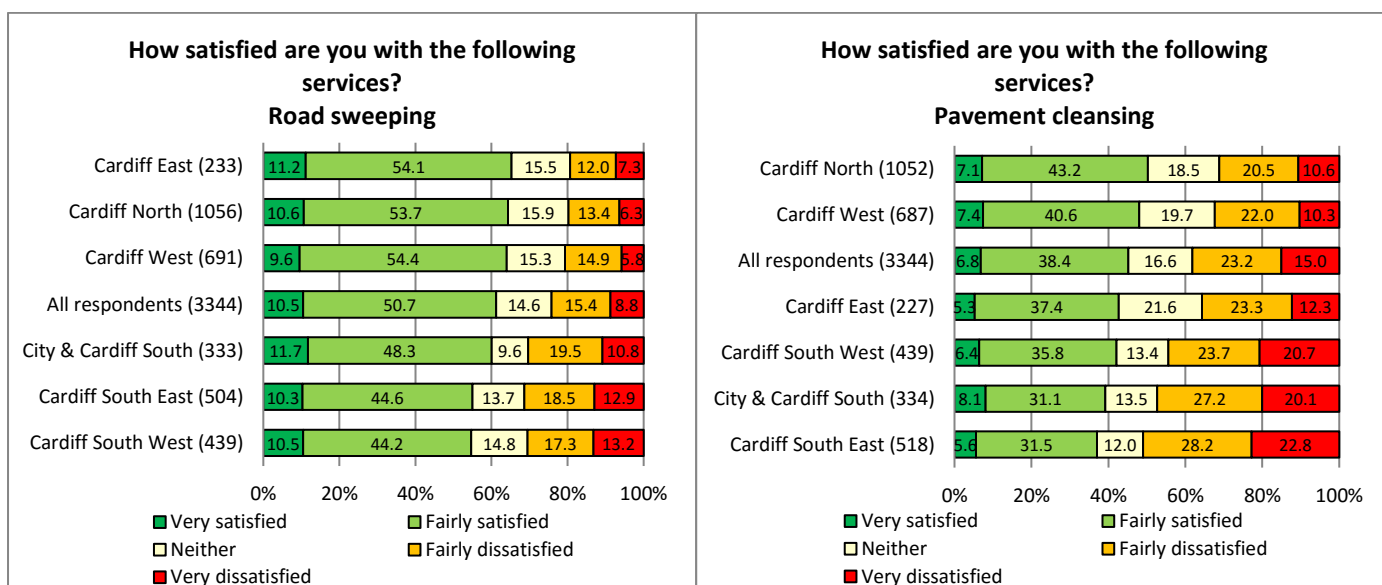 How satisfied are you with the following
services?
Road sweeping
Cardiff East (233) 11.2 54.1 15.5 12.0 7.3
Cardiff North (1056) 10.6 53.7 15.9 13.4 6.3
Cardiff West (691) 9.6 54.4 15.3 14.9 5.8
All respondents (3344) 10.5 50.7 14.6 15.4 8.8
City & Cardiff South (333) 11.7 48.3 9.6 19.5 10.8
Cardiff South East (504) 10.3 44.6 13.7 18.5 12.9
Cardiff South West (439) 10.5 44.2 14.8 17.3 13.2
0% 20% 40% 60% 80% 100%
Very satisfied Fairly satisfied
Neither Fairly dissatisfied
Very dissatisfied
How satisfied are you with the following
services?
Pavement cleansing
Cardiff North (1052) 7.1 43.2 18.5 20.5 10.6
Cardiff West (687) 7.4 40.6 19.7 22.0 10.3
All respondents (3344) 6.8 38.4 16.6 23.2 15.0
Cardiff East (227) 5.3 37.4 21.6 23.3 12.3
Cardiff South West (439) 6.4 35.8 13.4 23.7 20.7
City & Cardiff South (334) 8.1 31.1 13.5 27.2 20.1
Cardiff South East (518) 5.6 31.5 12.0 28.2 22.8
0% 20% 40% 60% 80% 100%
Very satisfied Fairly satisfied
Neither Fairly dissatisfied
Very dissatisfied